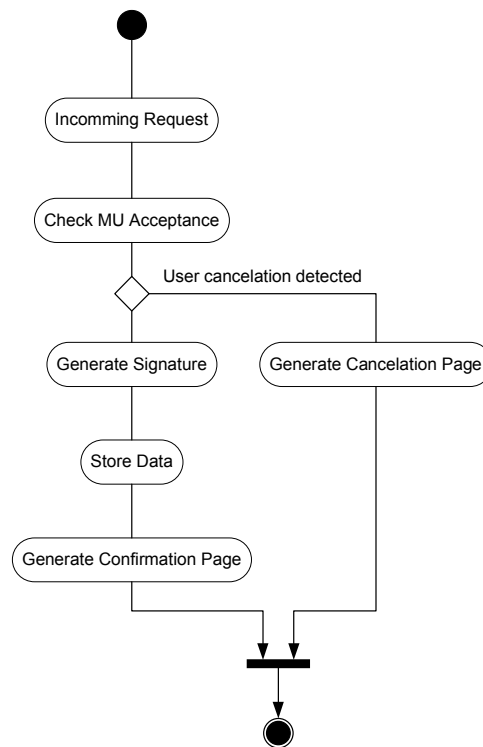 Incomming Request
Check MU Acceptance
User cancelation detected
Generate Signature
Generate Cancelation Page
Store Data
Generate Confirmation Page